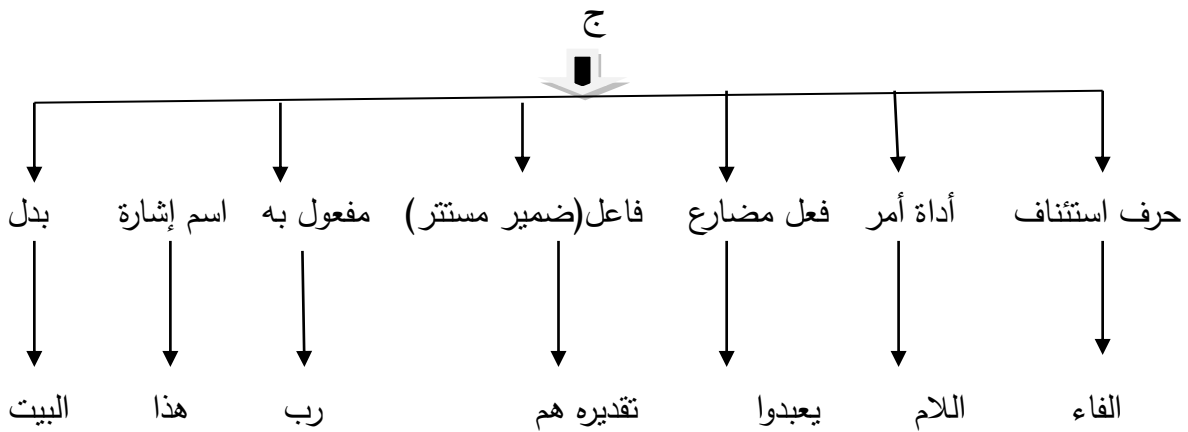 ج
حرف استئناف أداة أمر فعل مضارع فاعل(ضمير مستتر) مفعول به اسم إشارة بدل
الفاء اللام يعبدوا تقديره هم رب هذا البيت